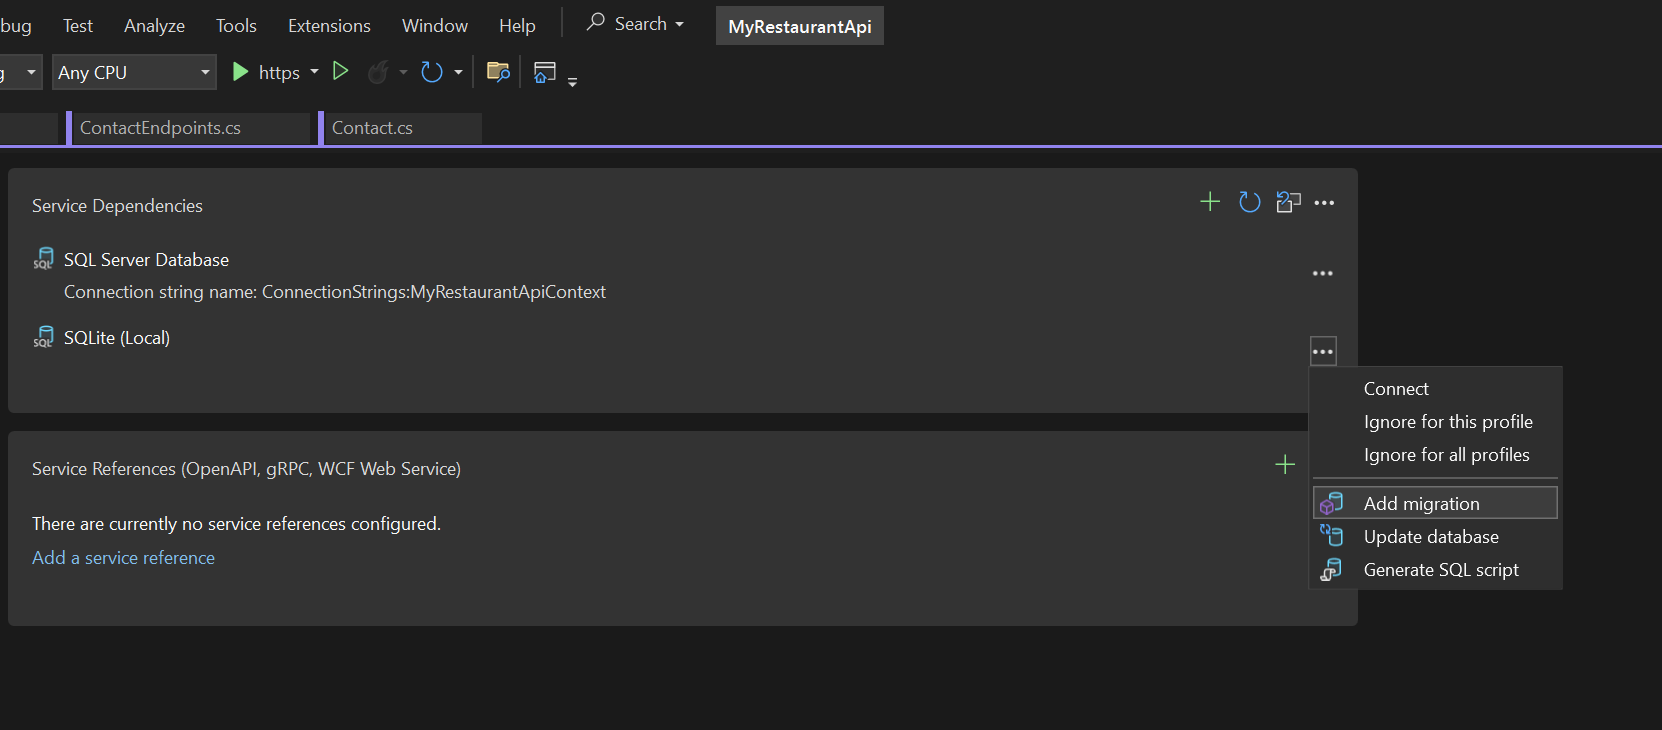 bug Test Analyze Tools Extensions Window Help Search MyRestaurantApi
g Any CPU https
ContactEndpoints.cs Contact.cs
Service Dependencies
SQL SQL Server Database
Connection string name: ConnectionStrings:MyRestaurantApiContext
SQL SQLite (Local)
Connect
Ignore for this profile
Ignore for all profiles
Service References (OpenAPI, gRPC, WCF Web Service)
Add migration
There are currently no service references configured.
Update database
Add a service reference
Generate SQL script